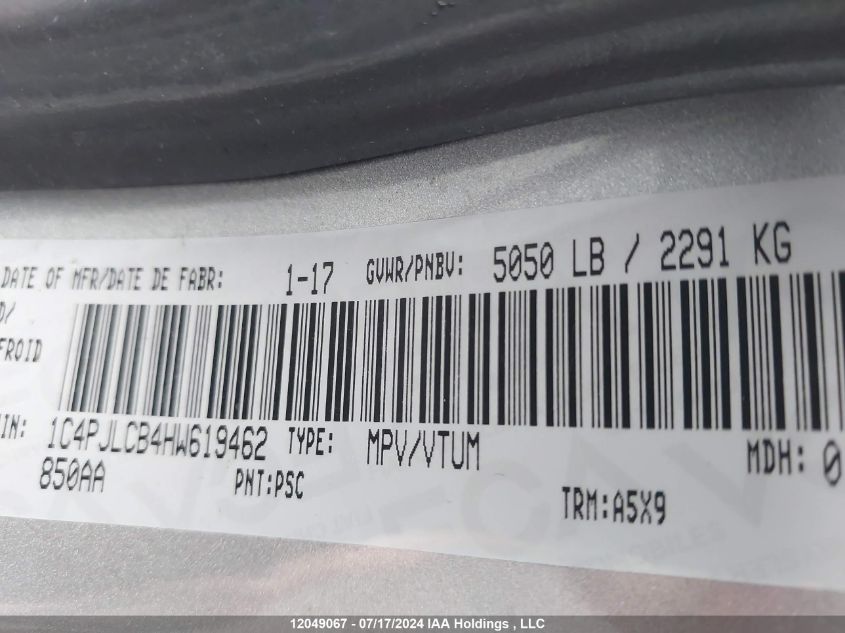 DATE OF MFR/DATE DE FABR: 1-17 GVWR/PNBV: 5050 LB / 2291 KG
FROID
IN: 1C4PJLCB4HW619462 TYPE: MPV/VTUM MDH: 0
850AA PNT:PSC TRM:A5X9
12049067 - 07/17/2024 IAA Holdings , LLC